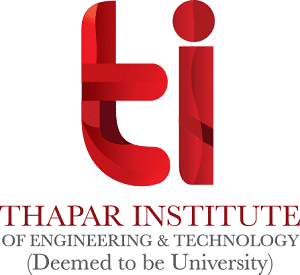 ti
THAPAR INSTITUTE
OF ENGINEERING & TECHNOLOGY
(Deemed to be University)